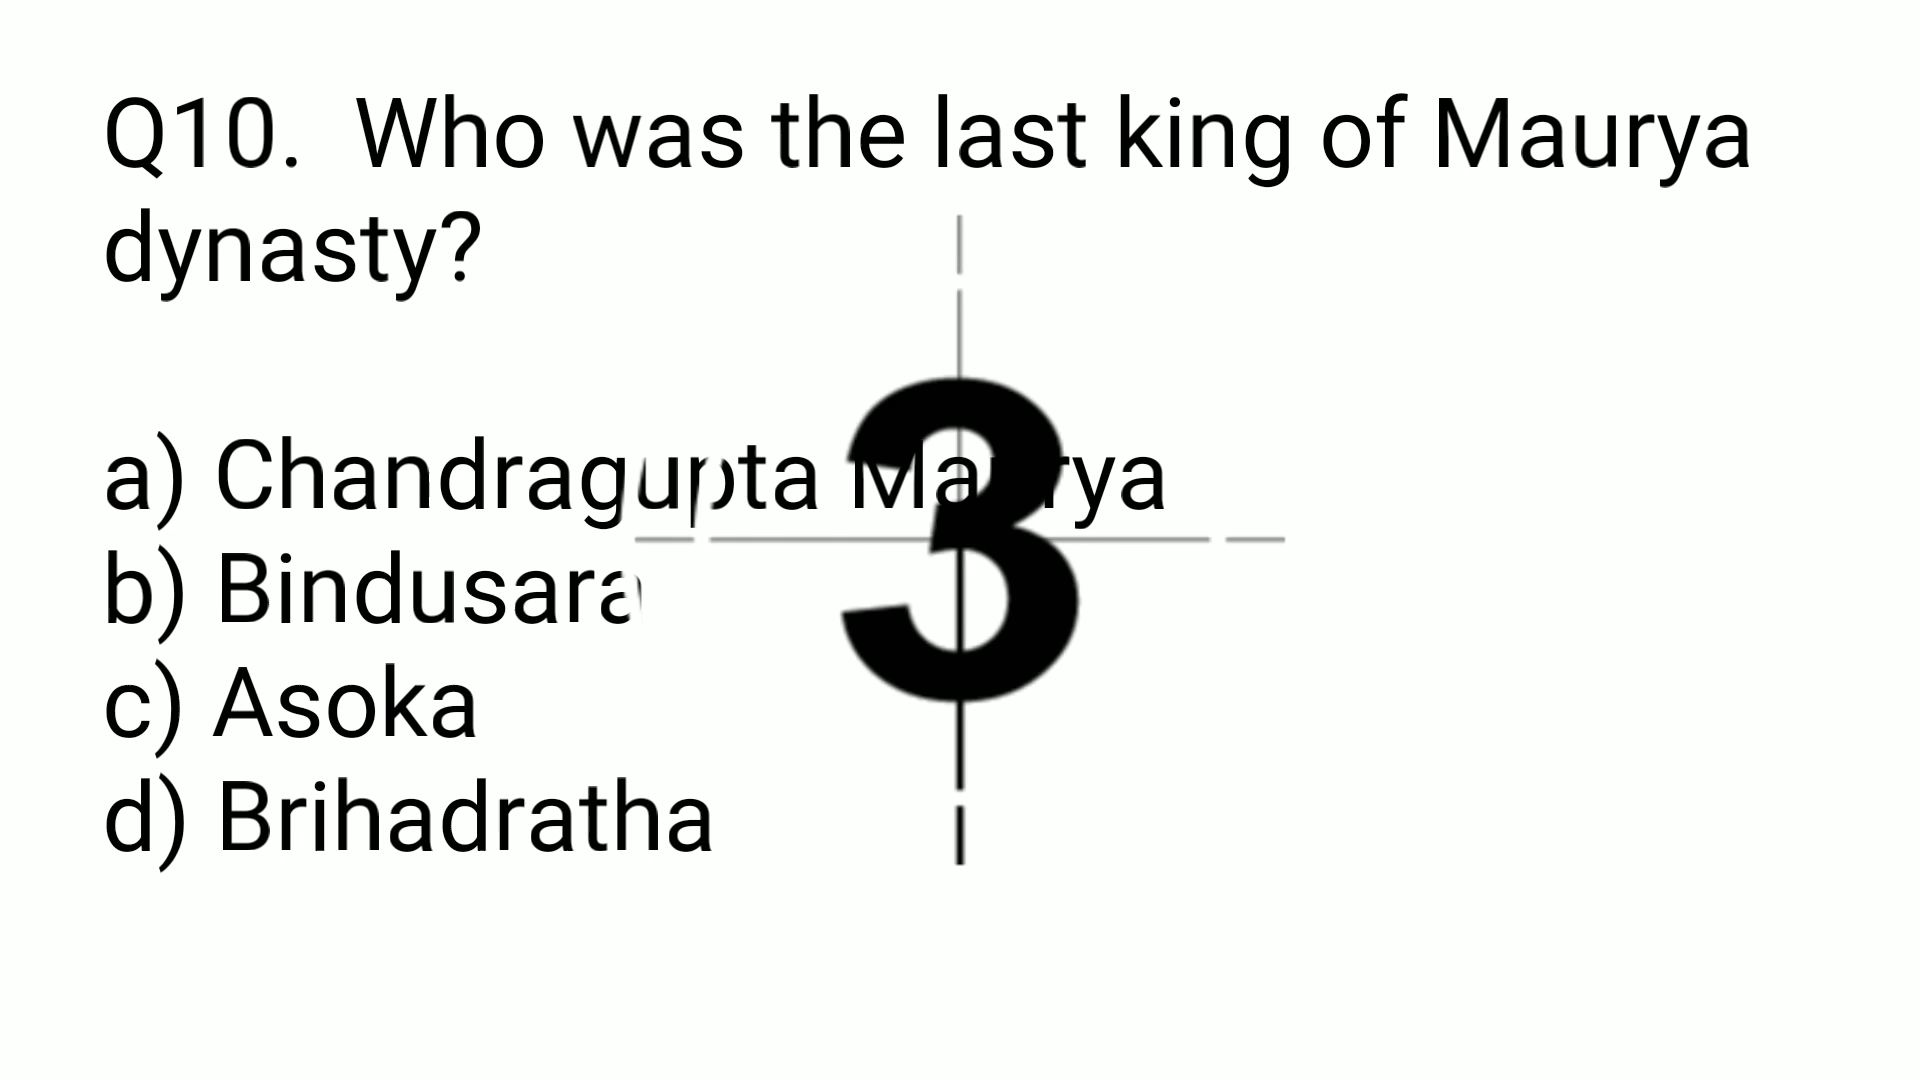 Q10. Who was the last king of Maurya
dynasty?
a) Chandragupta Maurya
b) Bindusara
c) Asoka
d) Brihadratha
3